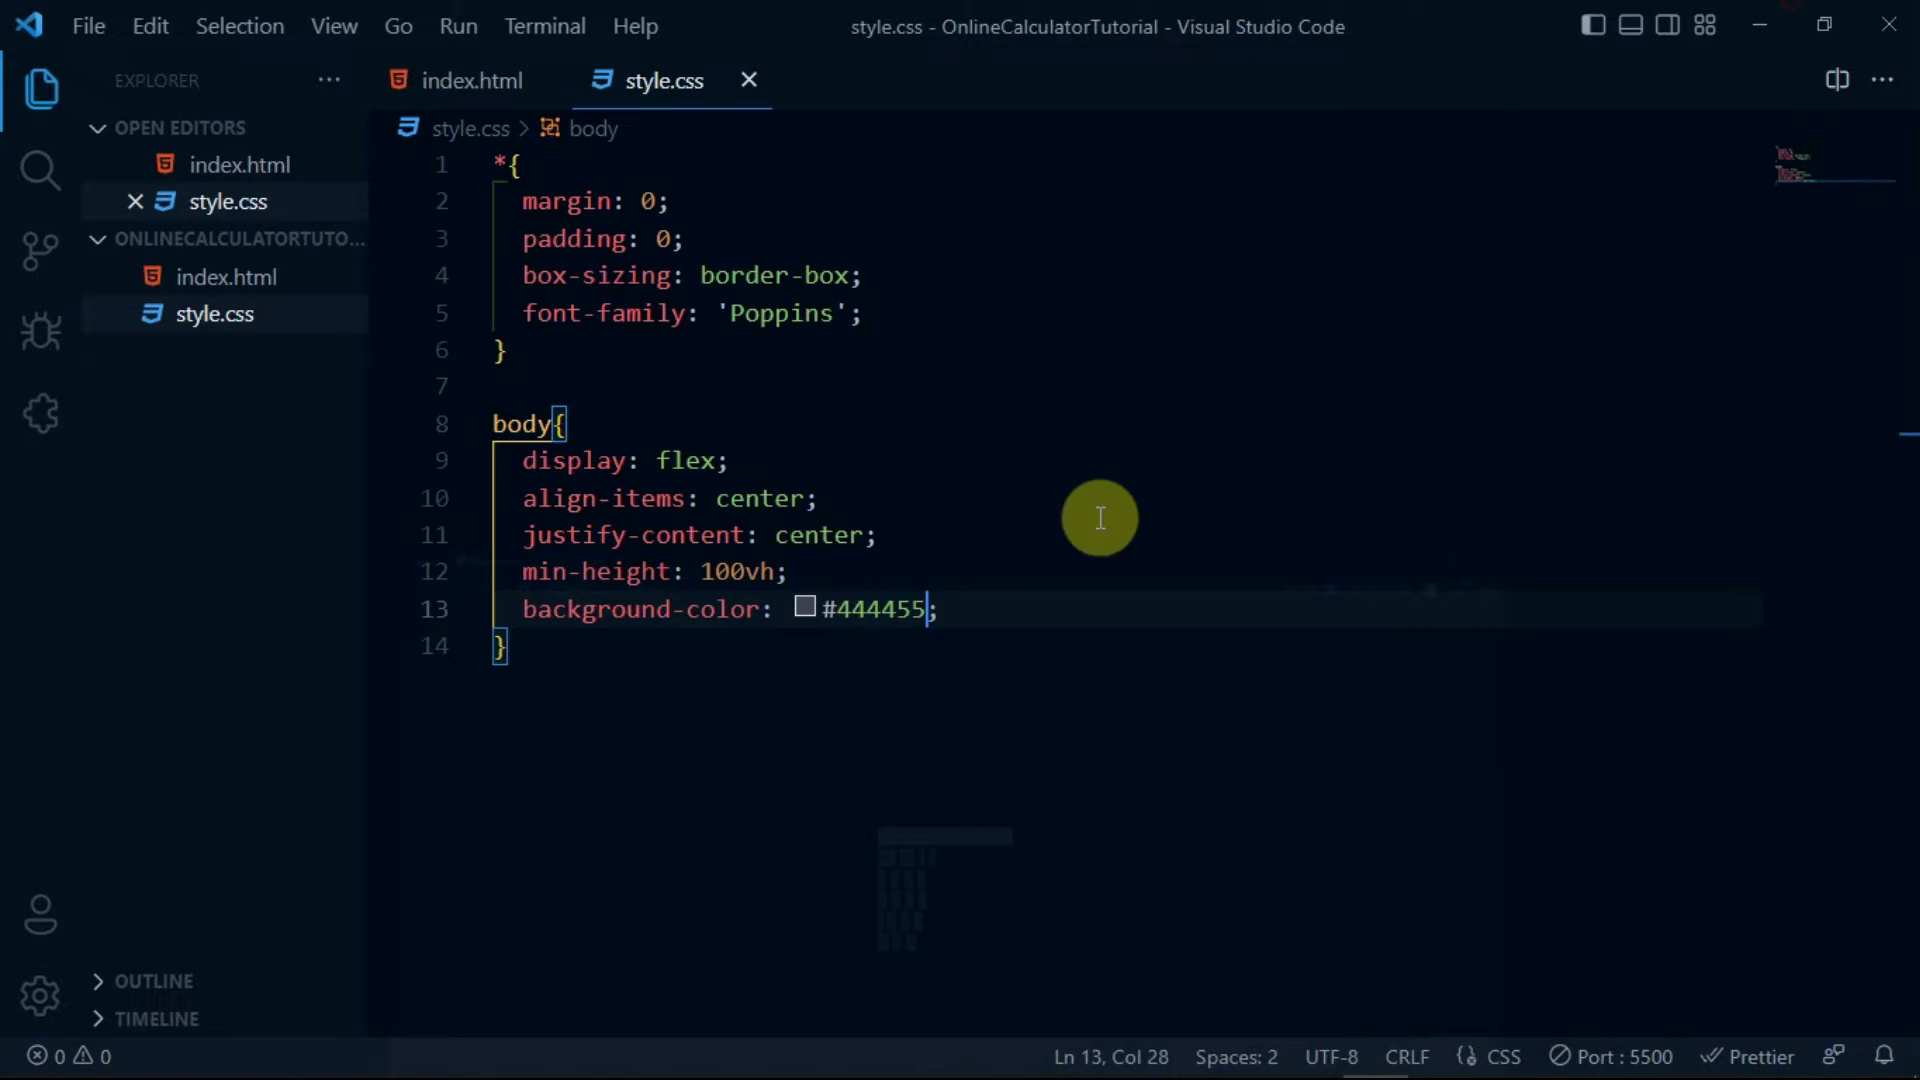 File Edit Selection View Go Run Terminal Help
style.css - OnlineCalculatorTutorial - Visual Studio Code
EXPLORER ···
index.html
style.css
OPEN EDITORS
index.html
style.css
ONLINECALCULATORTUTO...
index.html
style.css
OUTLINE
TIMELINE
style.css > body
1 *{
2 margin: 0;
3 padding: 0;
4 box-sizing: border-box;
5 font-family: 'Poppins';
6 }
7
8 body{
9 display: flex;
10 align-items: center;
11 justify-content: center;
12 min-height: 100vh;
13 background-color: #444455;
14 }
0 0
Ln 13, Col 28 Spaces: 2 UTF-8 CRLF CSS Port : 5500 Prettier